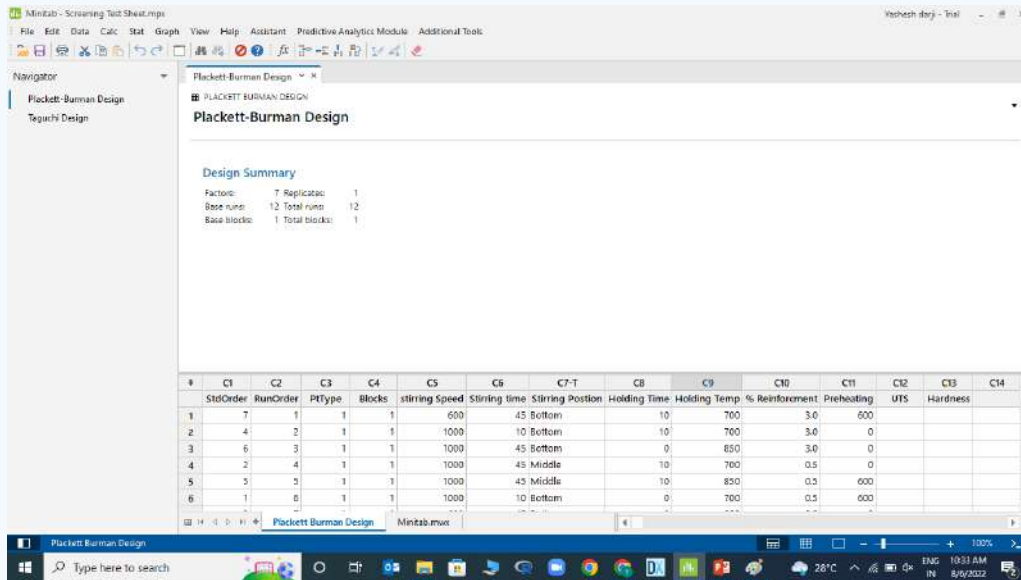 Minitab - Screening Test Sheet.mpx
Yashesh darji - Trial
File Edit Data Calc Stat Graph View Help Assistant Predictive Analytics Module Additional Tools
Navigator
Plackett-Burman Design
Plackett-Burman Design
Taguchi Design
PLACKETT BURMAN DESIGN
Plackett-Burman Design
Design Summary
Factors: 7 Replicates: 1
Base runs: 12 Total runs: 12
Base blocks: 1 Total blocks: 1
C1 C2 C3 C4 C5 C6 C7-T C8 C9 C10 C11 C12 C13 C14
StdOrder RunOrder PtType Blocks stirring Speed Stirring time Stirring Postion Holding Time Holding Temp % Reinforcment Preheating UTS Hardness
1 7 1 1 1 600 45 Bottom 10 700 3.0 600
2 4 2 1 1 1000 10 Bottom 10 700 3.0 0
3 6 3 1 1 1000 45 Bottom 0 850 3.0 0
4 2 4 1 1 1000 45 Middle 10 700 0.5 0
5 5 5 1 1 1000 45 Middle 10 850 0.5 600
6 1 6 1 1 1000 10 Bottom 0 700 0.5 600
Plackett Burman Design Minitab.mwx
Plackett Burman Design
100%
Type here to search
28°C
ENG 10:33 AM
IN 8/6/2022